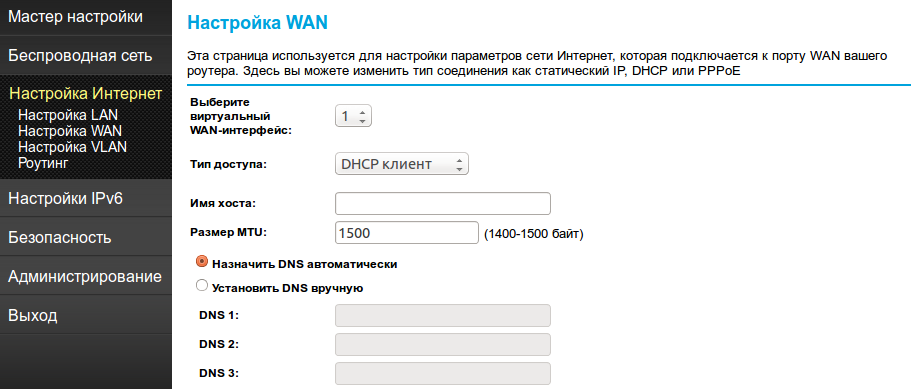 Мастер настройки
Беспроводная сеть
Настройка Интернет
Настройка LAN
Настройка WAN
Настройка VLAN
Роутинг
Настройки IPv6
Безопасность
Администрирование
Выход
Настройка WAN
Эта страница используется для настройки параметров сети Интернет, которая подключается к порту WAN вашего
роутера. Здесь вы можете изменить тип соединения как статический IP, DHCP или PPPoE
Выберите
виртуальный
WAN-интерфейс:
1
Тип доступа:
DHCP клиент
Имя хоста:
Размер MTU:
1500
(1400-1500 байт)
Назначить DNS автоматически
Установить DNS вручную
DNS 1:
DNS 2:
DNS 3: